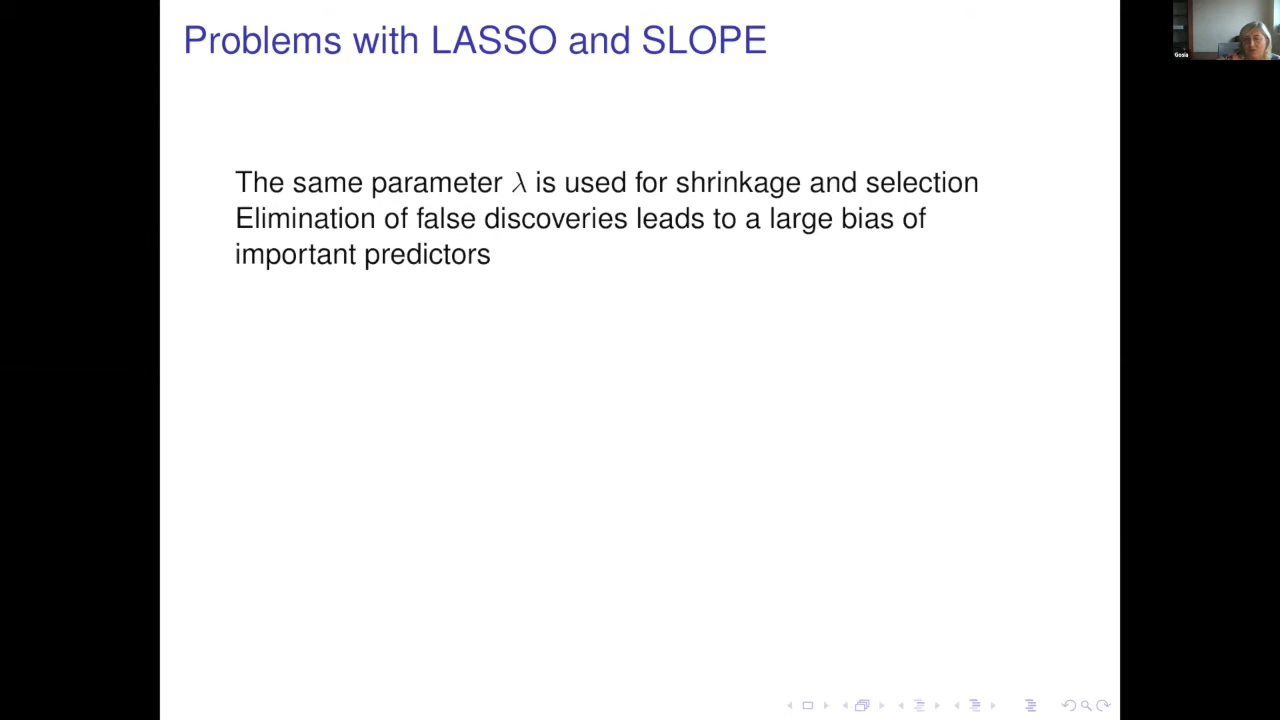 Problems with LASSO and SLOPE
The same parameter λ is used for shrinkage and selection
Elimination of false discoveries leads to a large bias of
important predictors
Gosia